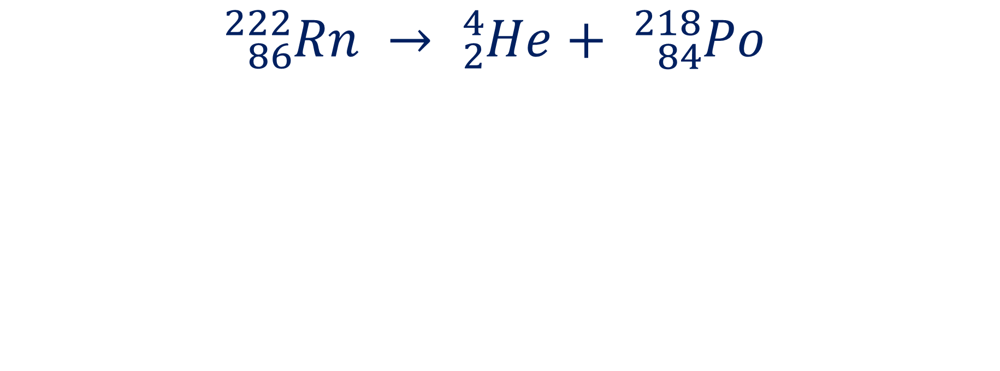 ²²²₈₆Rn → ⁴₂He + ²¹⁸₈₄Po